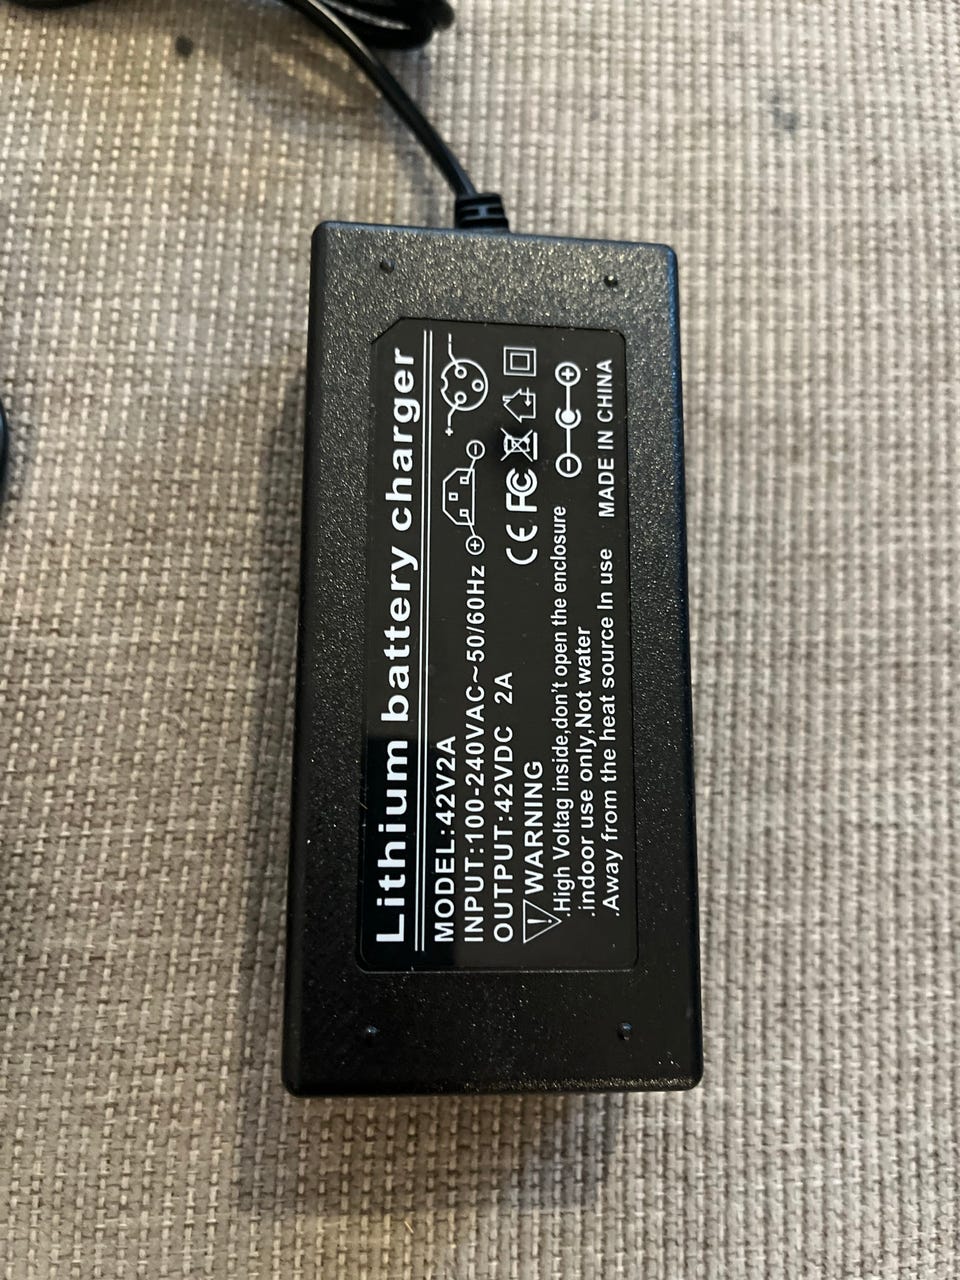 Lithium battery charger
MODEL:42V2A
INPUT:100-240VAC~50/60Hz
OUTPUT:42VDC 2A
WARNING
.High Voltag inside,don't open the enclosure
.indoor use only,Not water
.Away from the heat source In use
CE FC
MADE IN CHINA